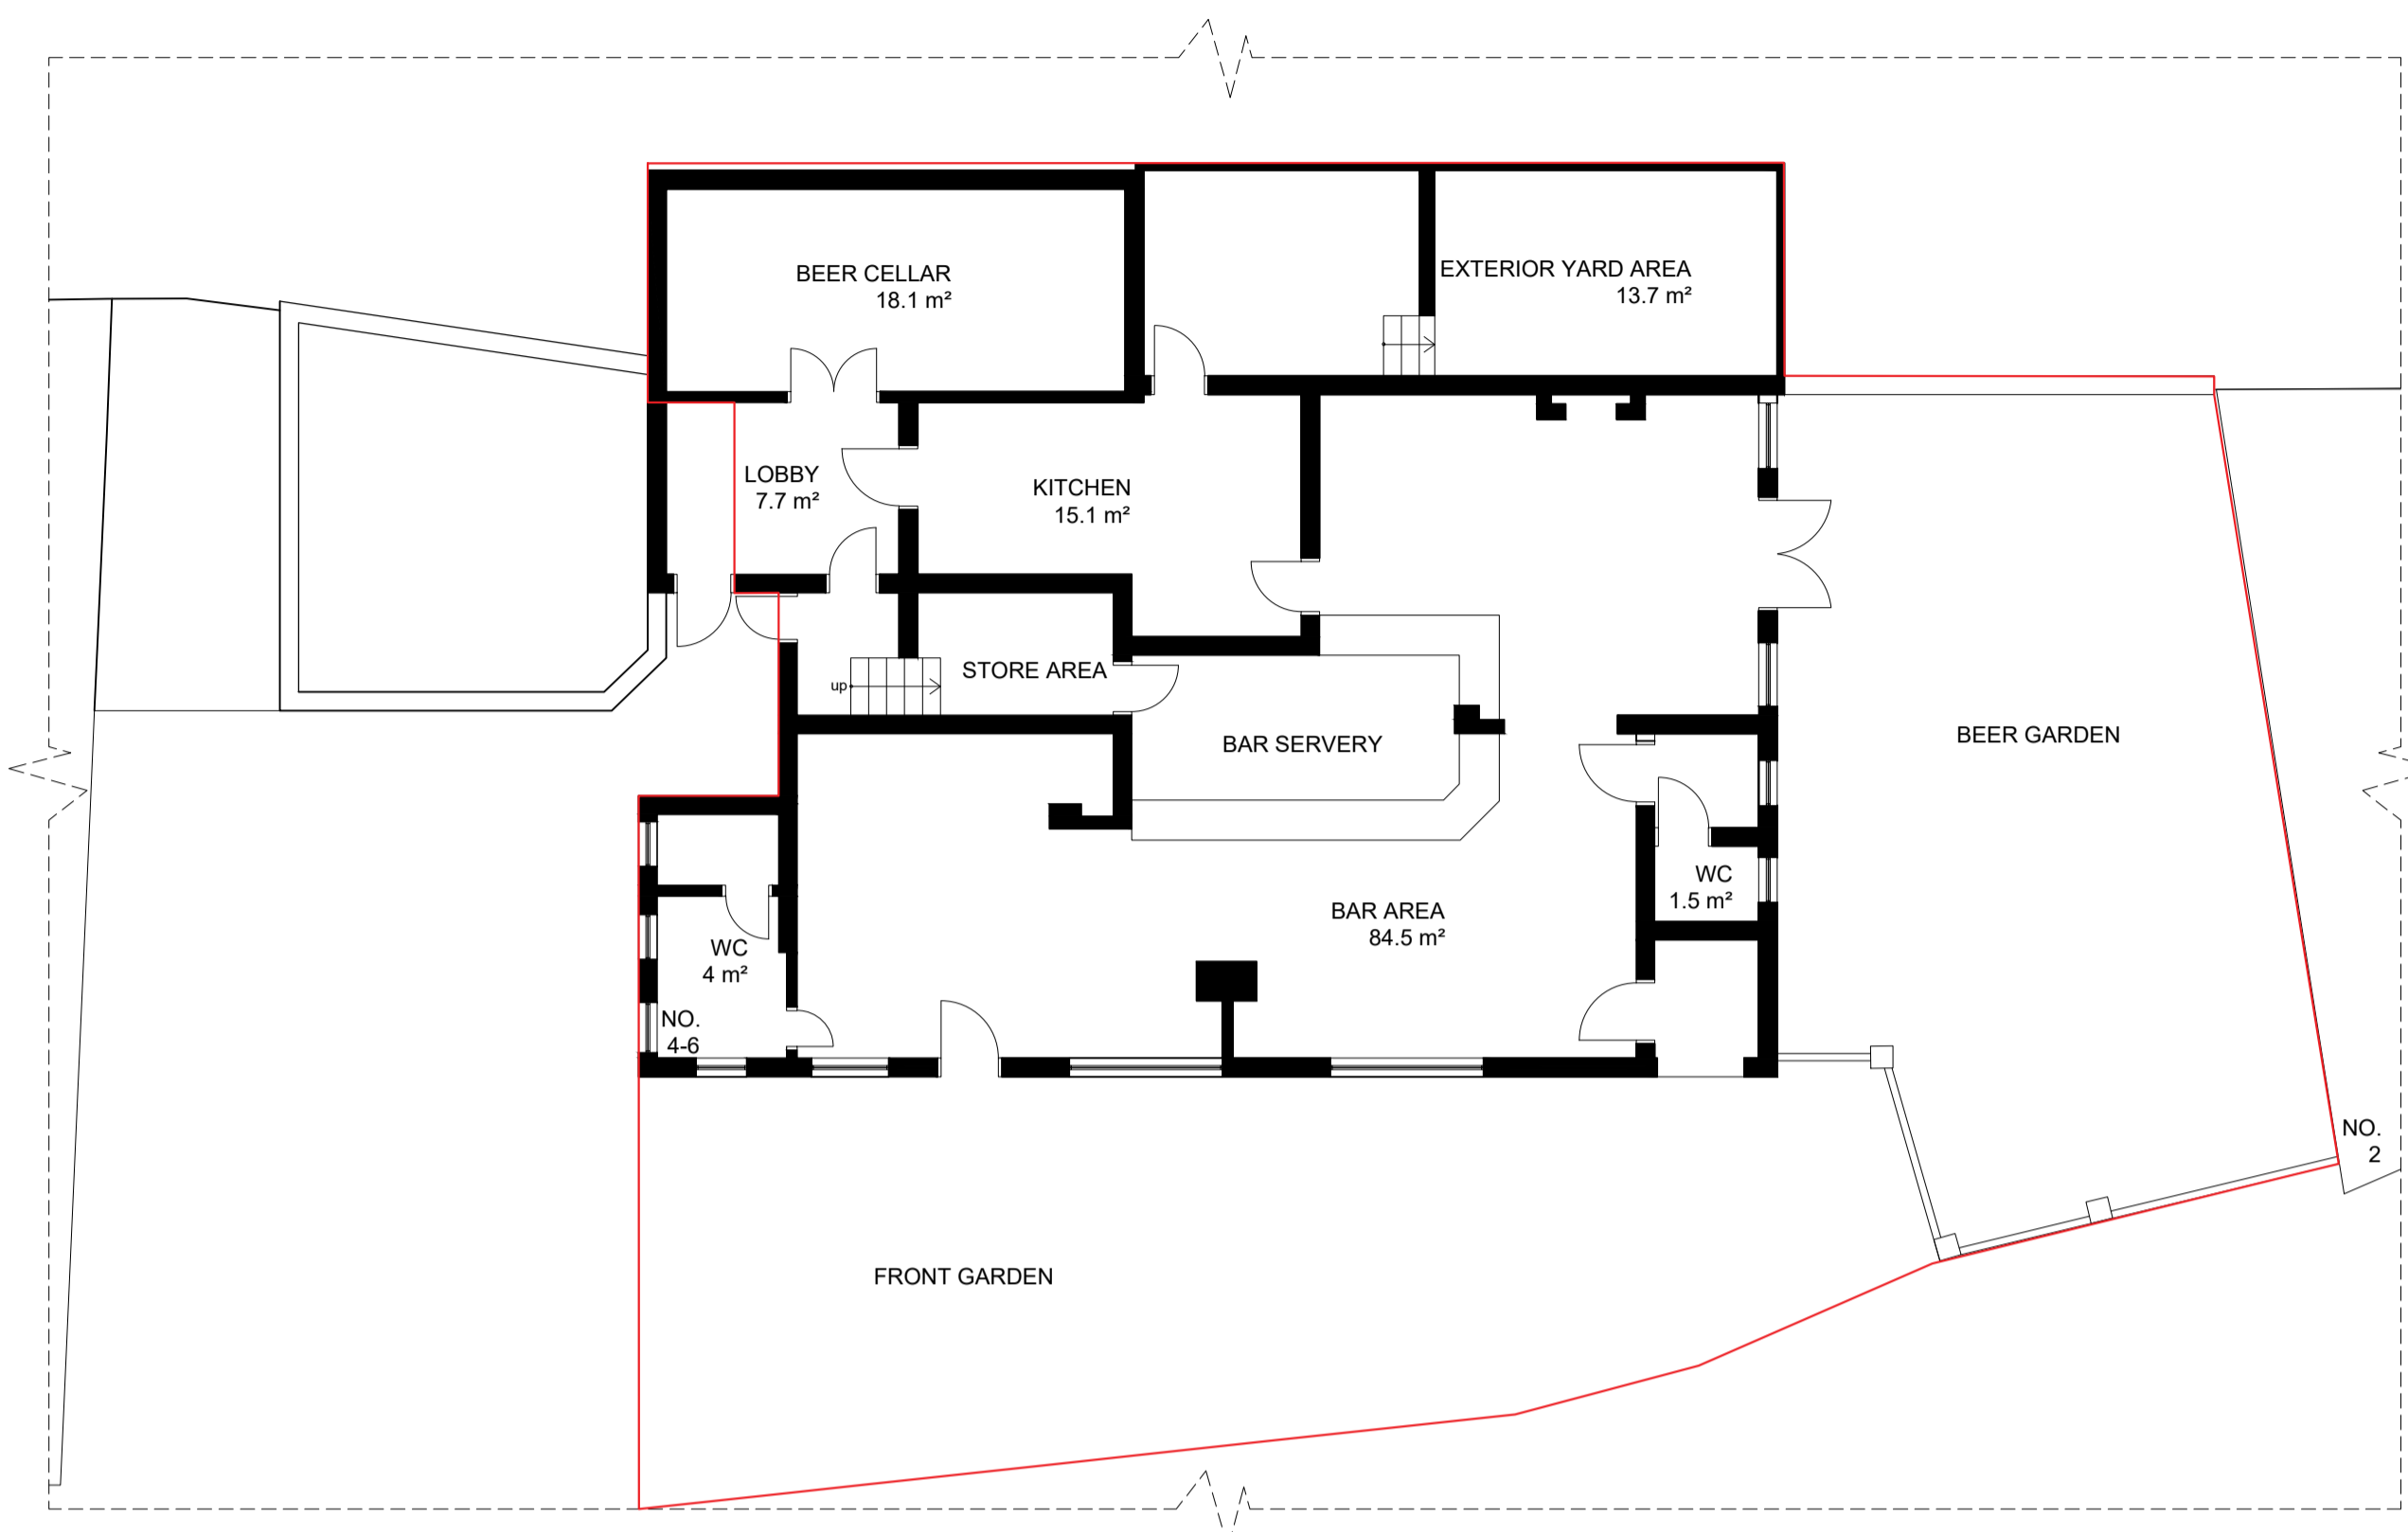 BEER CELLAR
18.1 m²
EXTERIOR YARD AREA
13.7 m²
LOBBY
7.7 m²
KITCHEN
15.1 m²
STORE AREA
up
BAR SERVERY
BEER GARDEN
WC
1.5 m²
BAR AREA
84.5 m²
WC
4 m²
NO.
4-6
NO.
2
FRONT GARDEN